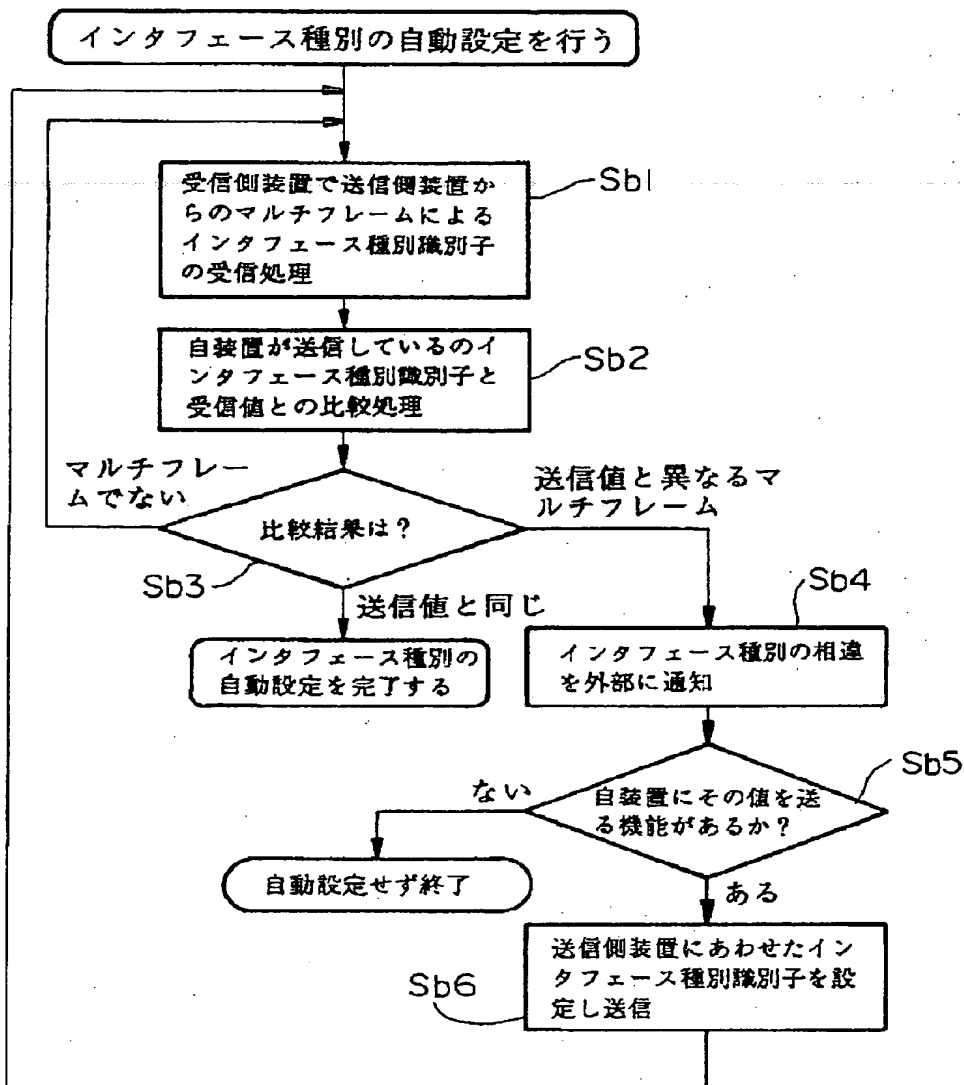 インタフェース種別の自動設定を行う
受信側装置で送信側装置か
らのマルチフレームによる
インタフェース種別識別子
の受信処理
Sb1
自装置が送信しているのイ
ンタフェース種別識別子と
受信値との比較処理
Sb2
マルチフレー
ムでない
送信値と異なるマ
ルチフレーム
比較結果は?
Sb3
送信値と同じ
Sb4
インタフェース種別の
自動設定を完了する
インタフェース種別の相違
を外部に通知
Sb5
ない
自装置にその値を送
る機能があるか?
自動設定せず終了
ある
送信側装置にあわせたイン
タフェース種別識別子を設
定し送信
Sb6